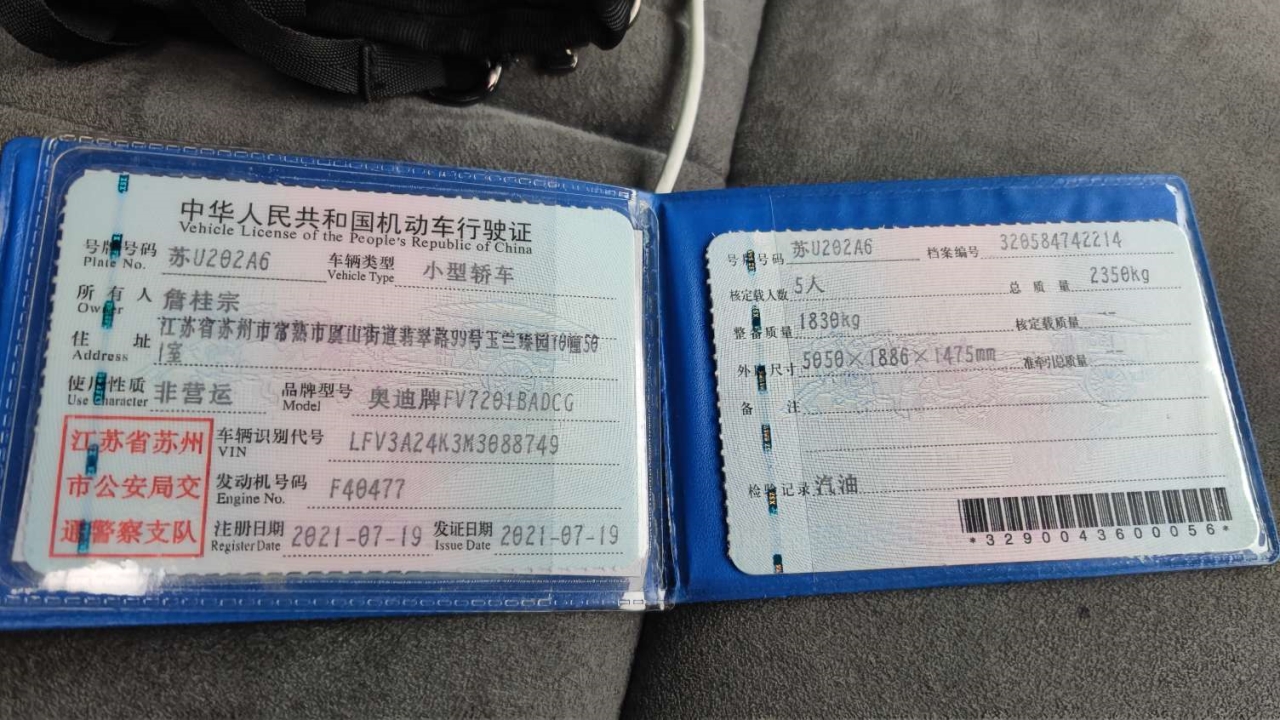 中华人民共和国机动车行驶证
Vehicle License of the People's Republic of China
号牌号码 Plate No. 苏U202A6 车辆类型 Vehicle Type 小型轿车
所有人 Owner 詹桂宗
住址 Address 江苏省苏州市常熟市虞山街道翡翠路99号玉兰臻园70幢50
1室
使用性质 Use Character 非营运 品牌型号 Model 奥迪牌FV7201BADCG
车辆识别代号 VIN LFV3A24K3M3088749
发动机号码 Engine No. F40477
注册日期 Register Date 2021-07-19 发证日期 Issue Date 2021-07-19
江苏省苏州
市公安局交
通警察支队
号牌号码 苏U202A6 档案编号 320584742214
核定载人数 5人 总质量 2350kg
整备质量 1830kg 核定载质量 --
外廓尺寸 5050×1886×1475mm 准牵引总质量 --
备注
检验记录 汽油
*3290043600056*